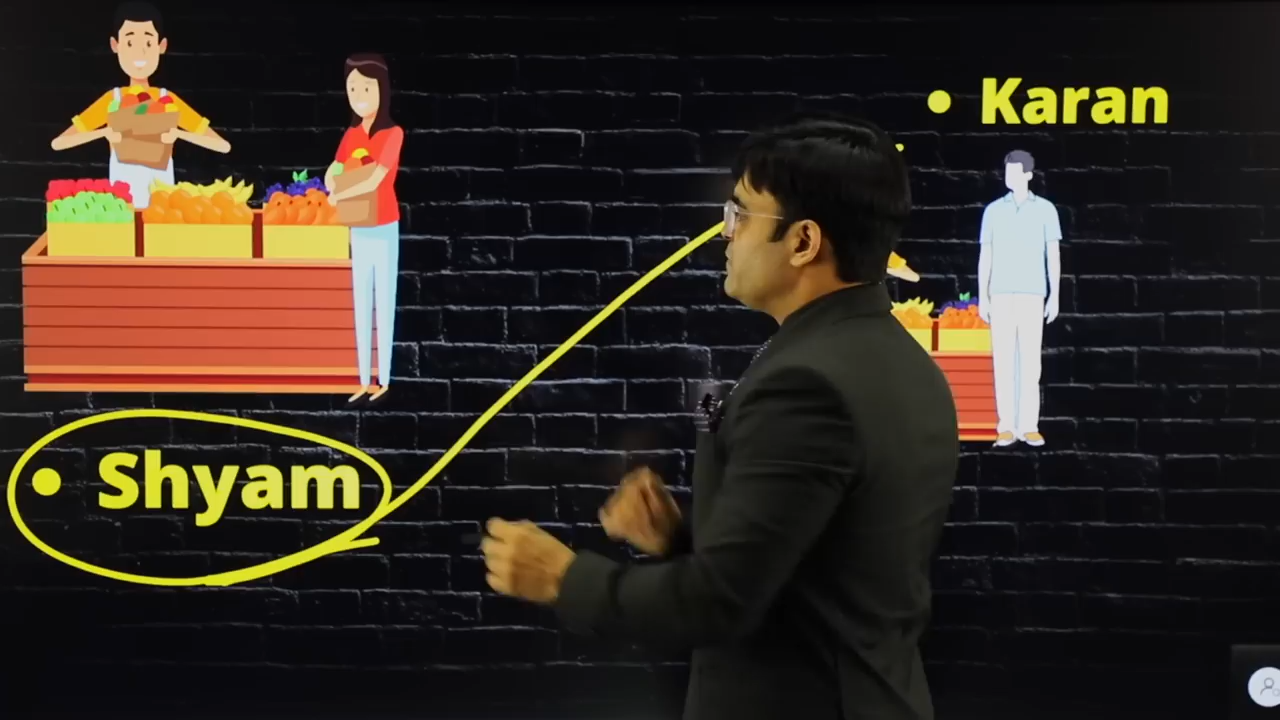 • Karan
• Shyam